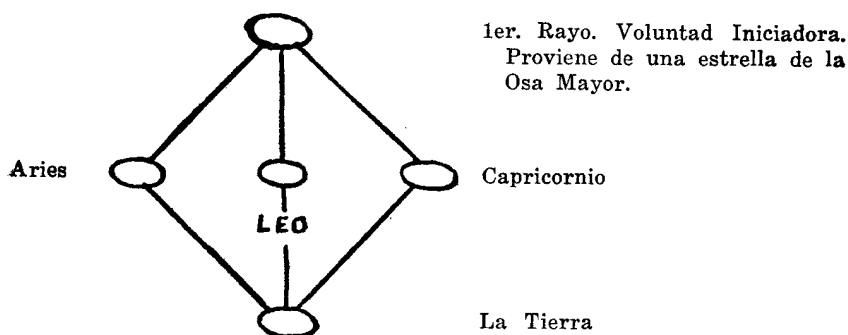 1er. Rayo. Voluntad Iniciadora.
Proviene de una estrella de la
Osa Mayor.
Aries
Capricornio
LEO
La Tierra